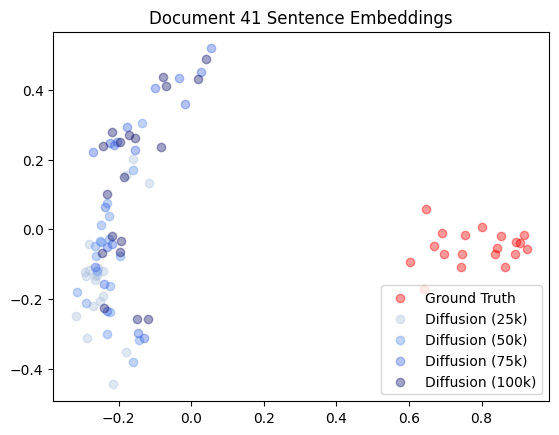 Document 41 Sentence Embeddings
0.4
0.2
0.0
−0.2
−0.4
−0.2
0.0
0.2
0.4
0.6
0.8
Ground Truth
Diffusion (25k)
Diffusion (50k)
Diffusion (75k)
Diffusion (100k)